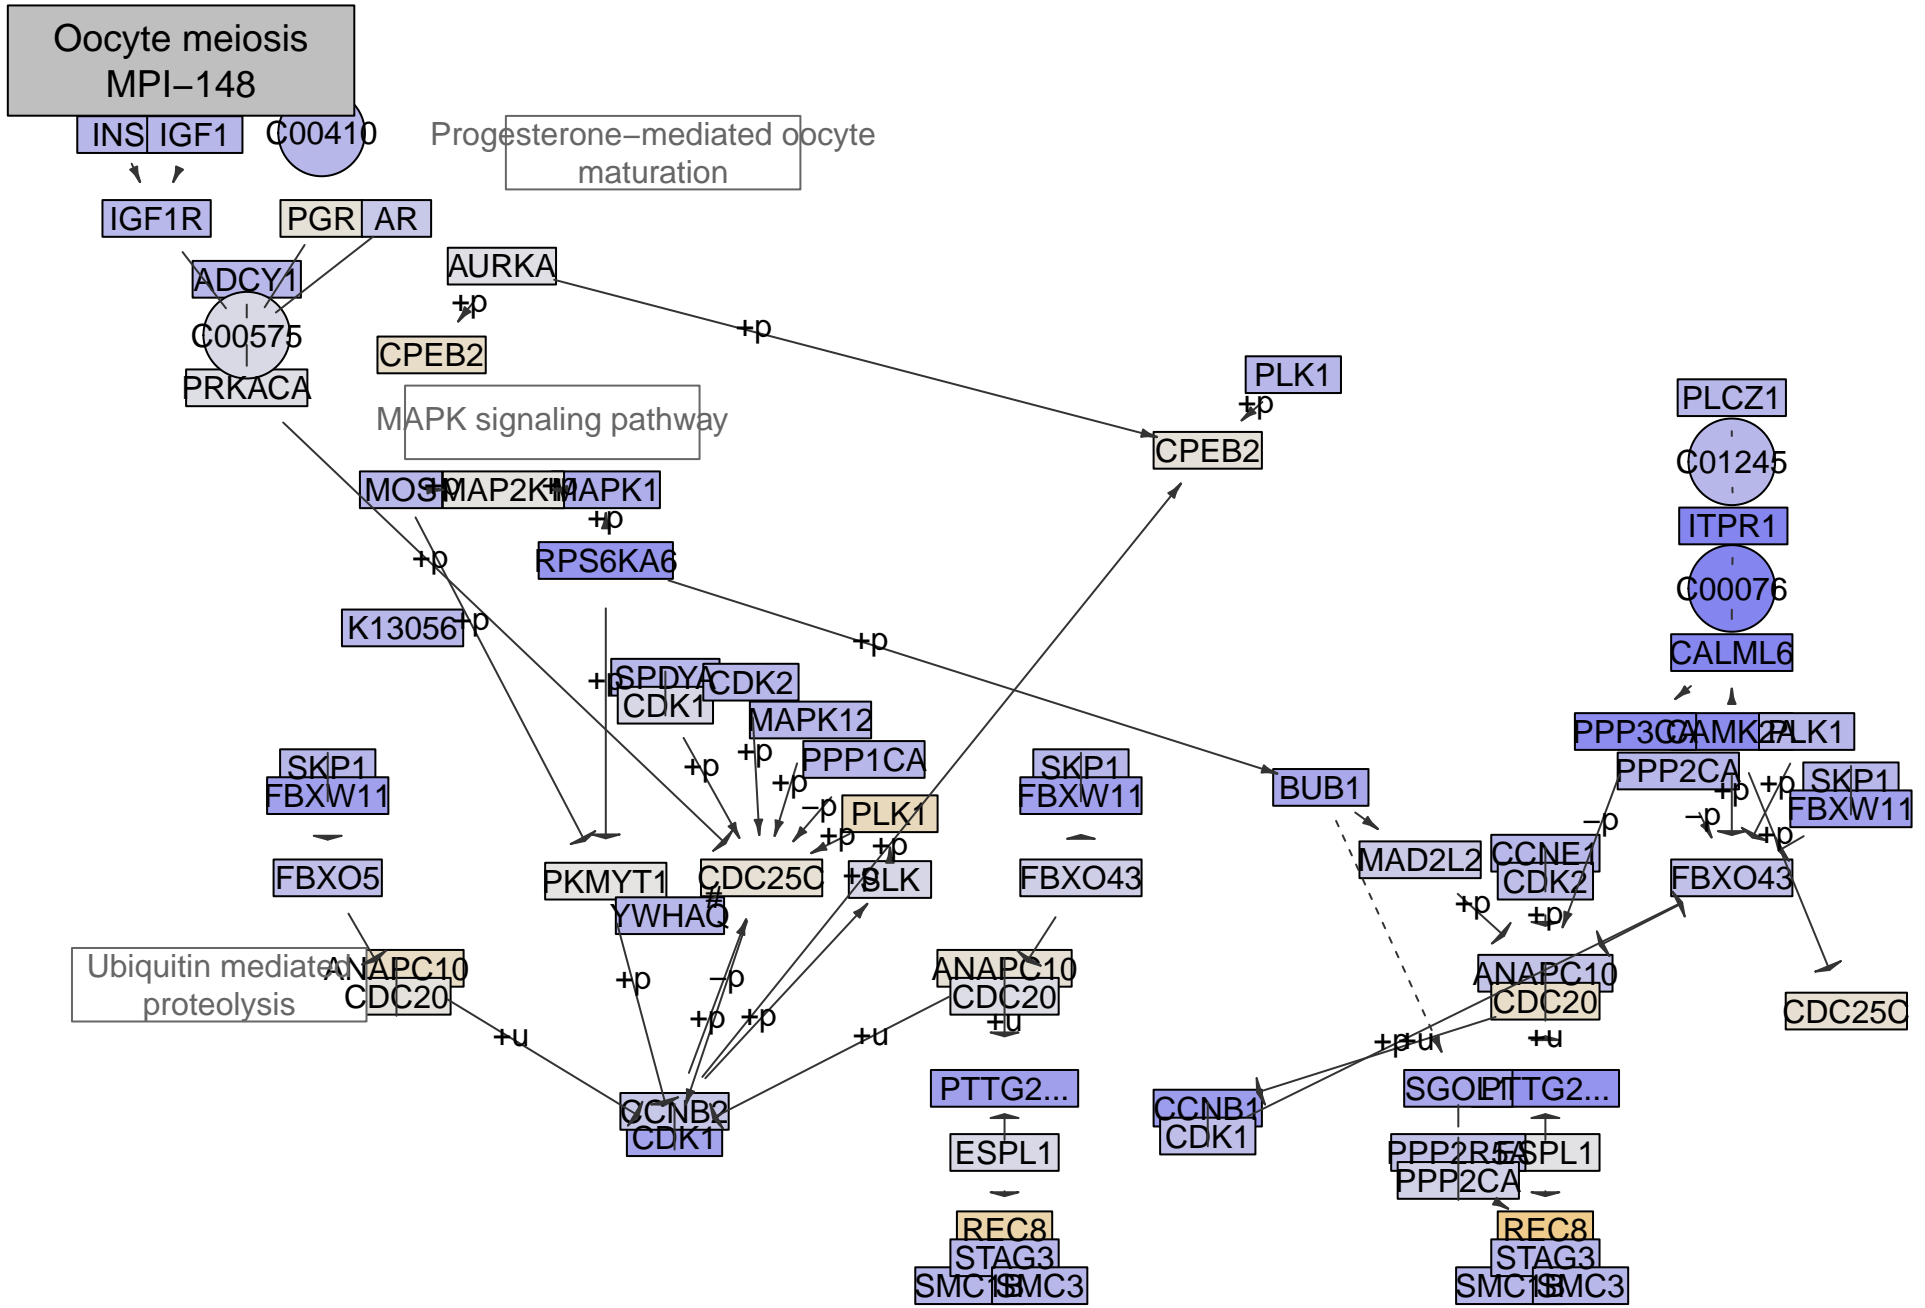 Oocyte meiosis
MPI−148
INS IGF1 C00410
Progesterone−mediated oocyte
maturation
IGF1R PGR AR
ADCY1 AURKA
+p
C00575
+p
CPEB2
PLK1
PRKACA
+p
PLCZ1
MAPK signaling pathway
CPEB2
C01245
MOS +p MAP2K1 +p MAPK1
+p
ITPR1
+p RPS6KA6
C00076
K13056 +p
+p
CALML6
+p SPDYA CDK2
CDK1
MAPK12
PPP3CA CAMK2A PLK1
+p +p PPP1CA
SKP1 SKP1 PPP2CA SKP1
FBXW11 +p FBXW11 BUB1 +p +p FBXW11
−p PLK1
−p −p +p
+p +p
MAD2L2 CCNE1
FBXO5 PKMYT1 CDC25C +p SLK FBXO43 CDK2 FBXO43
#
YWHAQ
+p +p
Ubiquitin mediated
proteolysis
ANAPC10
CDC20
+p −p
ANAPC10
CDC20
ANAPC10
CDC20
CDC25C
+u +p +p +u +u +p +u +u
PTTG2... SGOL1 PTTG2...
CCNB2
CDK1
CCNB1
CDK1
ESPL1 PPP2R5A ESPL1
PPP2CA
REC8 REC8
STAG3 STAG3
SMC1B SMC3 SMC1B SMC3